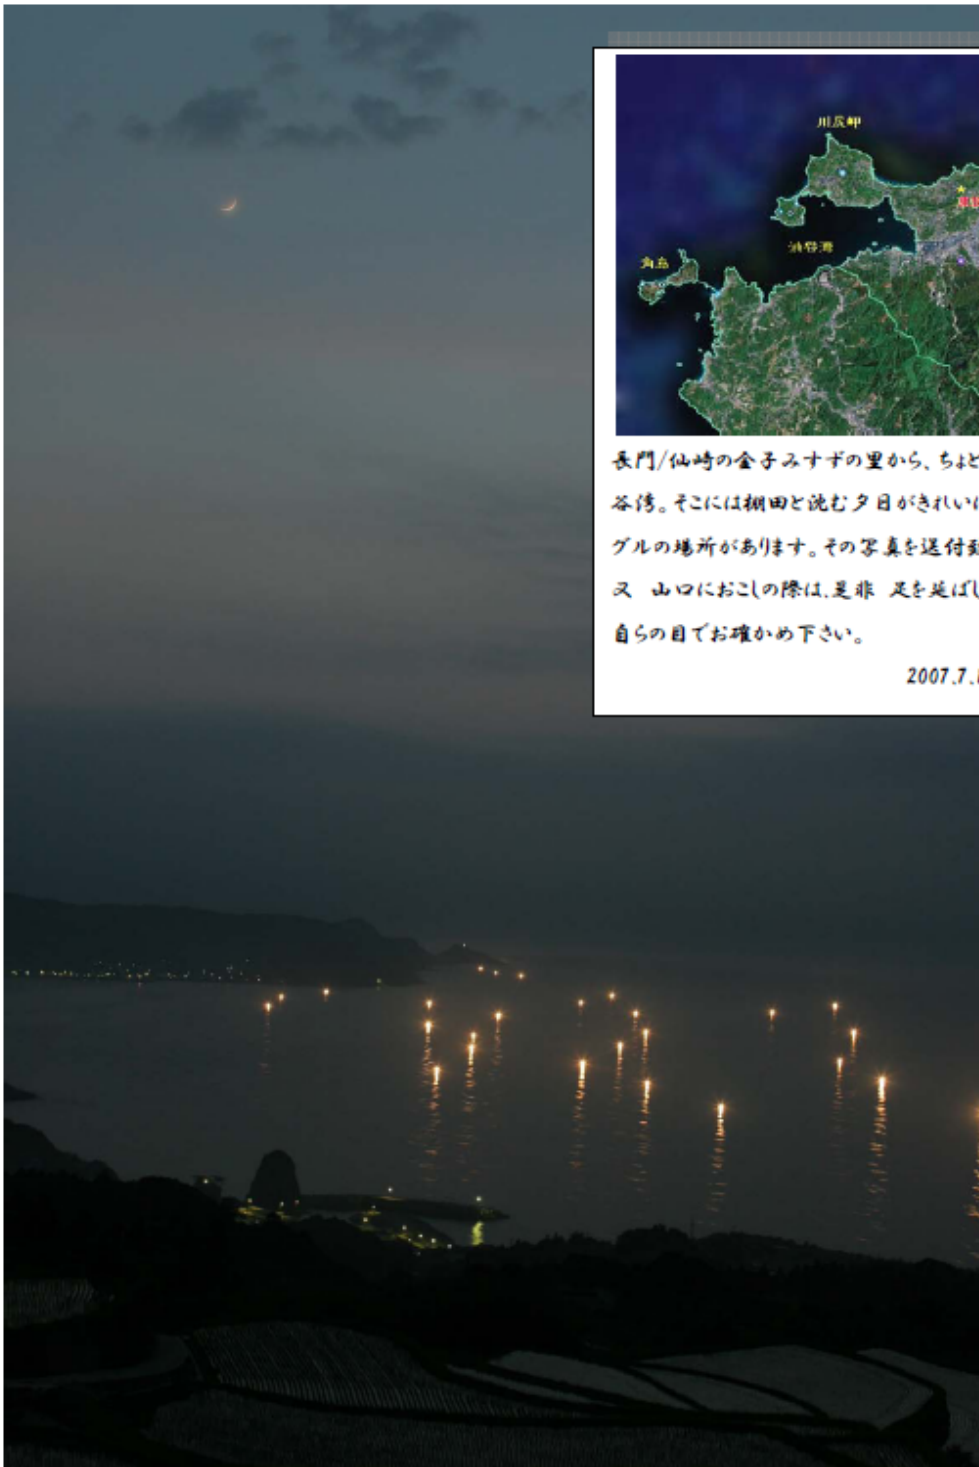 川尻岬
油谷湾
角島
長門/仙崎の金子みすずの里から、ちょと
谷湾。そこには棚田と沈む夕日がきれいに
グルの場所があります。その写真を送付致
又 山口におこしの際は、是非 足を延ばし
自らの目でお確かめ下さい。
2007.7.